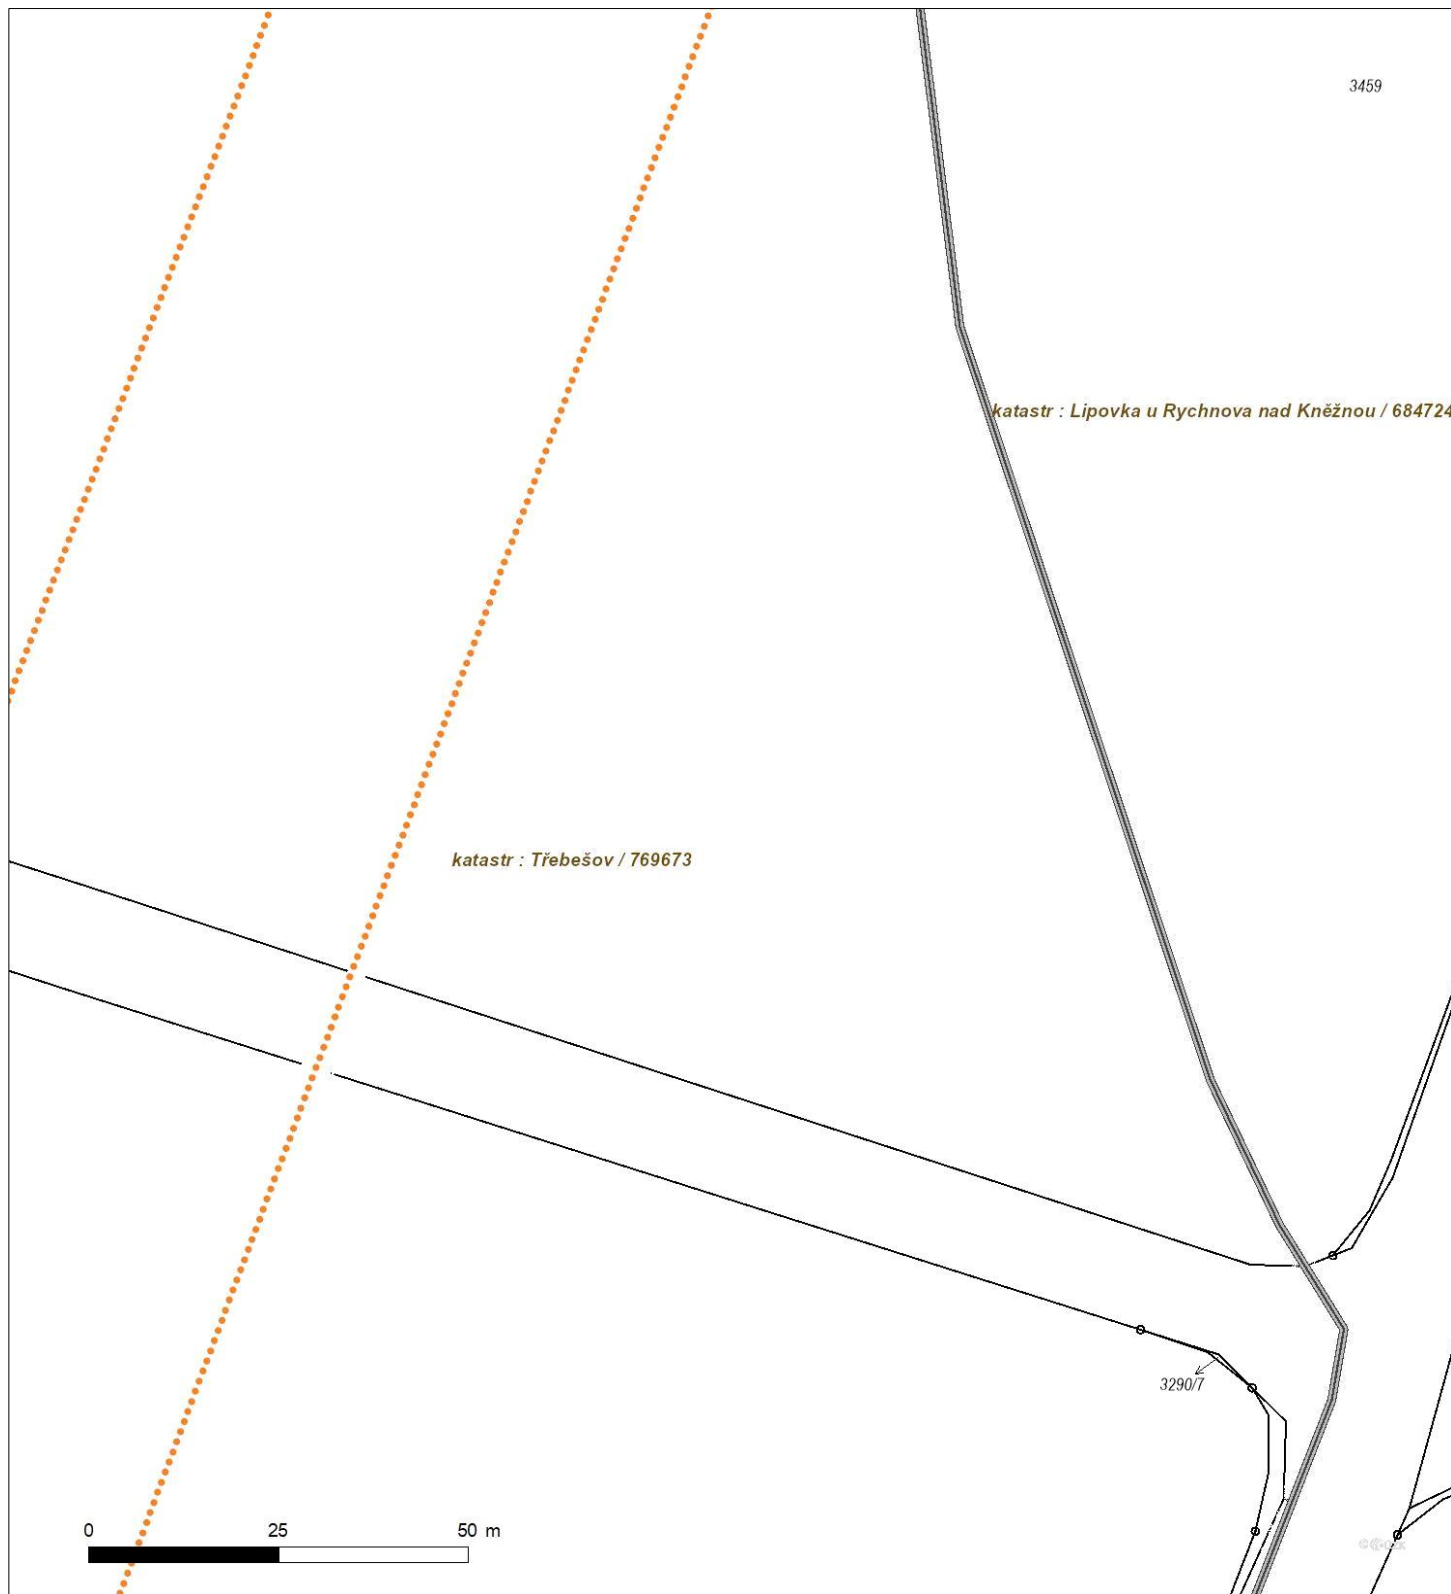 3459
katastr : Lipovka u Rychnova nad Kněžnou / 684724
katastr : Třebešov / 769673
3290/7
0 25 50 m